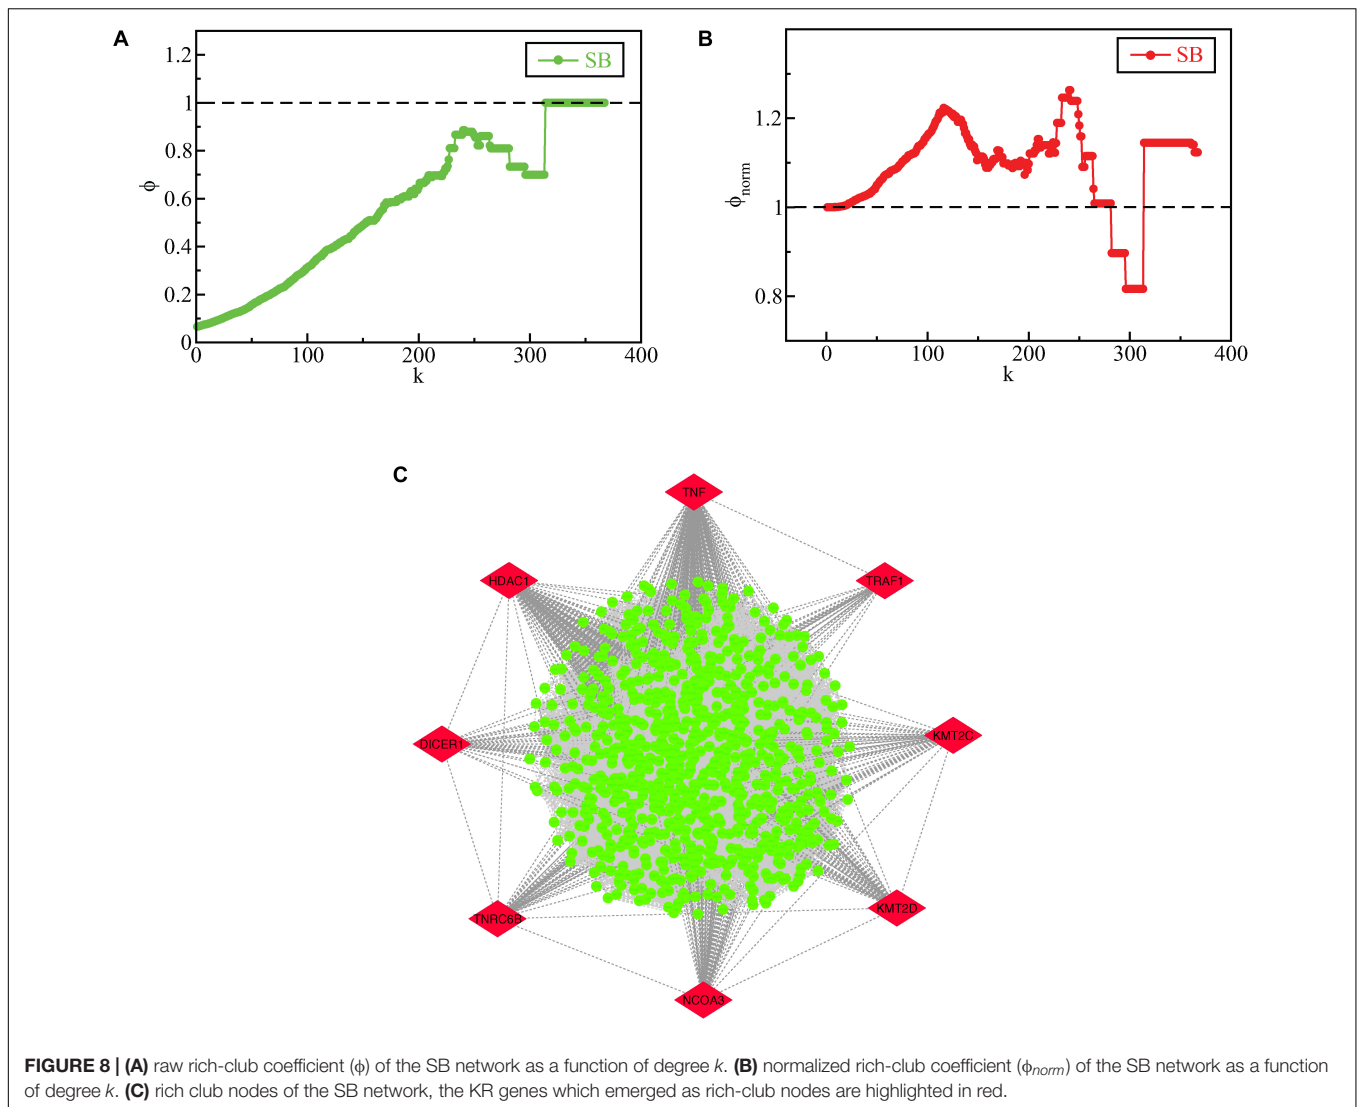 A
SB
1.2
1
0.8
0.6
0.4
0.2
0
ϕ
0 100 200 300 400
k
B
SB
1.2
1
0.8
ϕnorm
0 100 200 300 400
k
C
TNF
HDAC1
TRAF1
DICER1
KMT2C
TNRC6B
KMT2D
NCOA3
FIGURE 8 | (A) raw rich-club coefficient (ϕ) of the SB network as a function of degree k. (B) normalized rich-club coefficient (ϕnorm) of the SB network as a function
of degree k. (C) rich club nodes of the SB network, the KR genes which emerged as rich-club nodes are highlighted in red.